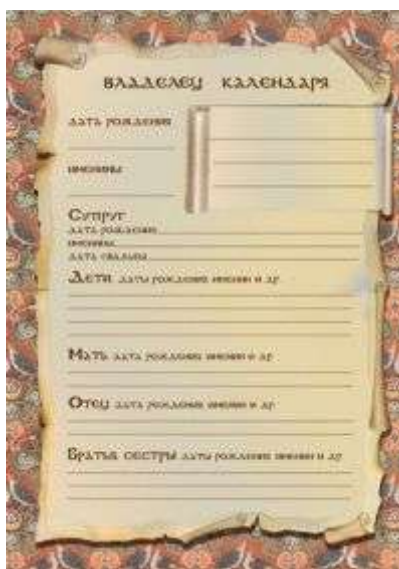 ВЛАДЕЛЕЦ КАЛЕНДАРЯ
ДАТА РОЖДЕНИЯ
ИМЕНИНЫ
Супруг
ДАТА РОЖДЕНИЯ
ИМЕНИНЫ
ДАТА СВАДЬБЫ
Дети ДАТЫ РОЖДЕНИЯ ИМЕНИН И ДР
Мать ДАТА РОЖДЕНИЯ ИМЕНИН И ДР
Отец ДАТА РОЖДЕНИЯ ИМЕНИН И ДР
Братья сестры ДАТЫ РОЖДЕНИЯ ИМЕНИН И ДР